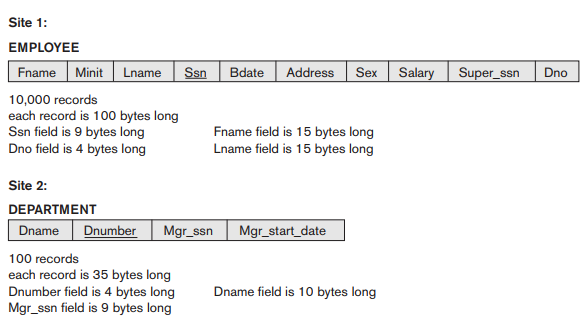 Site 1:
EMPLOYEE
Fname Minit Lname Ssn Bdate Address Sex Salary Super_ssn Dno
10,000 records
each record is 100 bytes long
Ssn field is 9 bytes long Fname field is 15 bytes long
Dno field is 4 bytes long Lname field is 15 bytes long
Site 2:
DEPARTMENT
Dname Dnumber Mgr_ssn Mgr_start_date
100 records
each record is 35 bytes long
Dnumber field is 4 bytes long Dname field is 10 bytes long
Mgr_ssn field is 9 bytes long